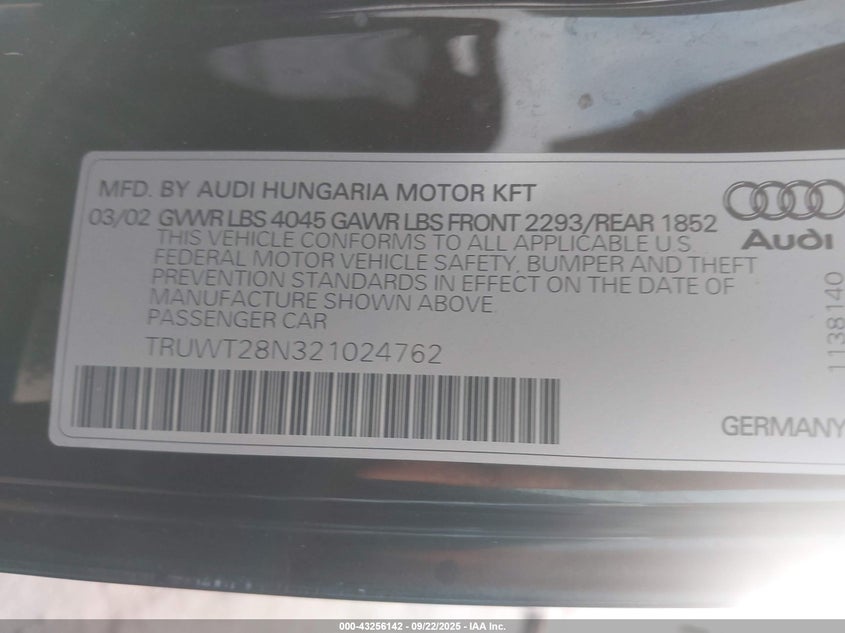 MFD. BY AUDI HUNGARIA MOTOR KFT
03/02 GVWR LBS 4045 GAWR LBS FRONT 2293/REAR 1852
THIS VEHICLE CONFORMS TO ALL APPLICABLE U.S.
FEDERAL MOTOR VEHICLE SAFETY, BUMPER AND THEFT
PREVENTION STANDARDS IN EFFECT ON THE DATE OF
MANUFACTURE SHOWN ABOVE
PASSENGER CAR
TRUWT28N321024762
Audi
1138140
GERMANY
000-43256142 - 09/22/2025 - IAA Inc.